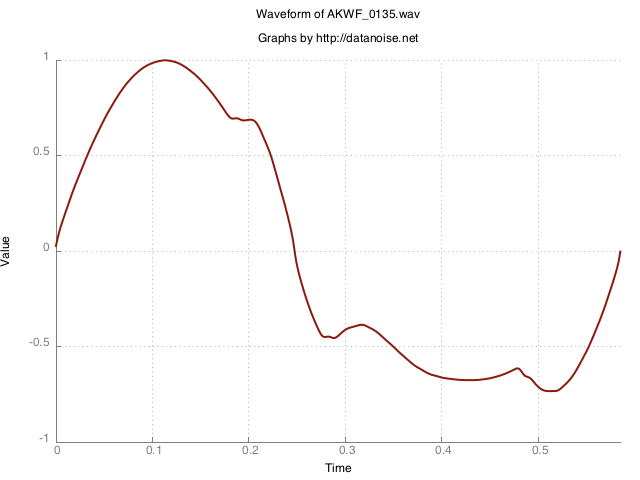 Waveform of AKWF_0135.wav
Graphs by http://datanoise.net
1
0.5
0
-0.5
-1
Value
0 0.1 0.2 0.3 0.4 0.5
Time